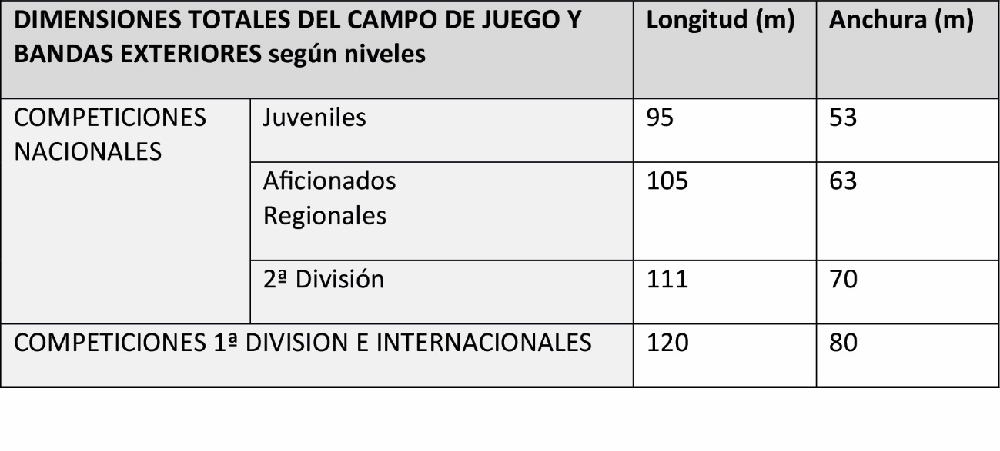 DIMENSIONES TOTALES DEL CAMPO DE JUEGO Y
BANDAS EXTERIORES según niveles
Longitud (m)
Anchura (m)
COMPETICIONES
NACIONALES
Juveniles
95
53
Aficionados
Regionales
105
63
2ª División
111
70
COMPETICIONES 1ª DIVISION E INTERNACIONALES
120
80